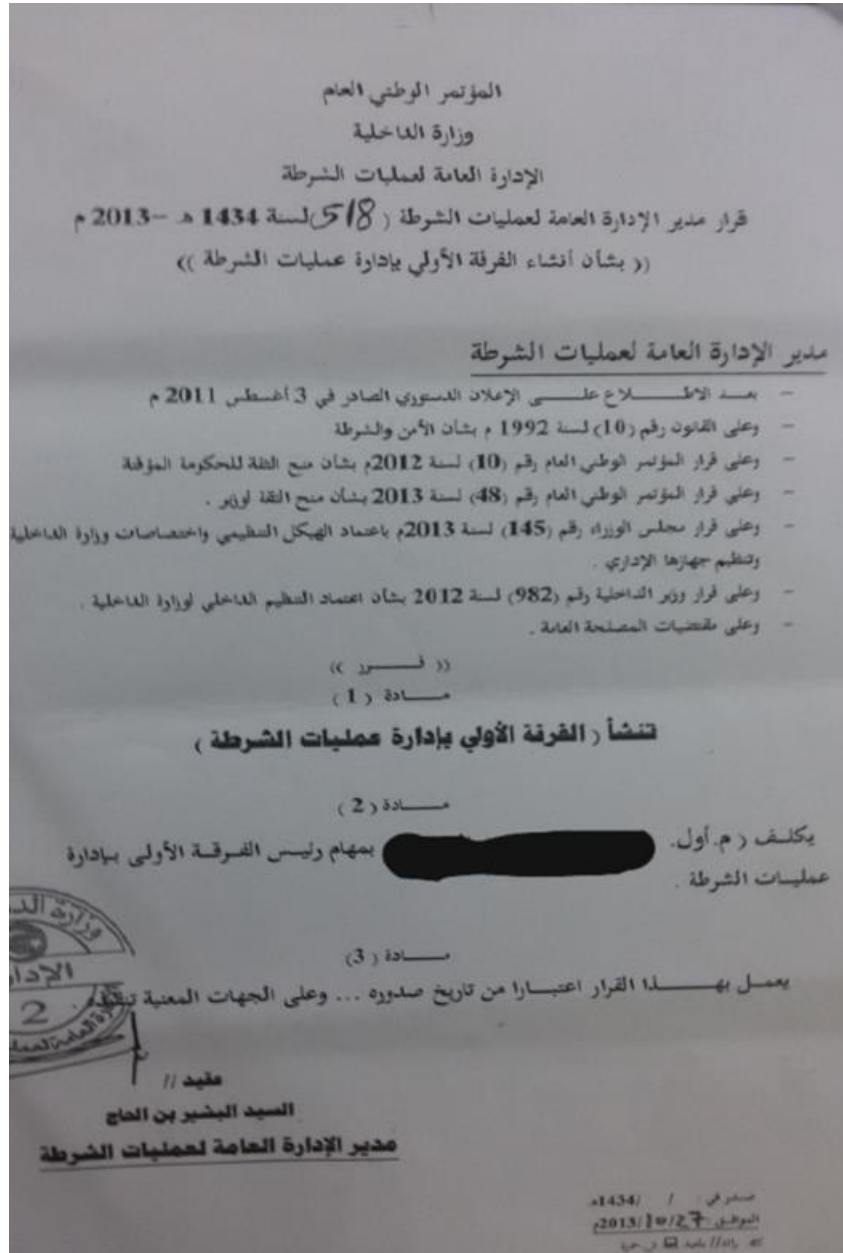 المؤتمر الوطني العام
وزارة الداخلية
الإدارة العامة لعمليات الشرطة
قرار مدير الإدارة العامة لعمليات الشرطة ( 518 ) لسنة 1434 هـ – 2013 م
(( بشأن أنشاء الفرقة الأولي بإدارة عمليات الشرطة ))
مدير الإدارة العامة لعمليات الشرطة
- بعد الاطلاع على الإعلان الدستوري الصادر في 3 أغسطس 2011 م
- وعلى القانون رقم (10) لسنة 1992 م بشأن الأمن والشرطة
- وعلى قرار المؤتمر الوطني العام رقم (10) لسنة 2012م بشأن منح الثقة للحكومة المؤقتة
- وعلى قرار المؤتمر الوطني العام رقم (48) لسنة 2013 بشأن منح الثقة لوزير .
- وعلى قرار مجلس الوزراء رقم (145) لسنة 2013م باعتماد الهيكل التنظيمي واختصاصات وزارة الداخلية
وتنظيم جهازها الإداري .
- وعلى قرار وزير الداخلية رقم (982) لسنة 2012 بشأن اعتماد التنظيم الداخلي لوزارة الداخلية .
- وعلى مقتضيات المصلحة العامة .
(( قــرر ))
مــادة ( 1 )
تنشأ ( الفرقة الأولي بإدارة عمليات الشرطة )
مــادة ( 2 )
يكلف ( م.أول. بمهام رئيس الفرقة الأولى بإدارة
عمليات الشرطة .
مــادة ( 3 )
يعمل بهذا القرار اعتبارا من تاريخ صدوره ... وعلى الجهات المعنية تنفيذه .
وزارة
الإدا
2
عقيد //
السيد البشير بن الحاج
مدير الإدارة العامة لعمليات الشرطة
صدر في / / 1434هـ
الموافق 2013/10/27م